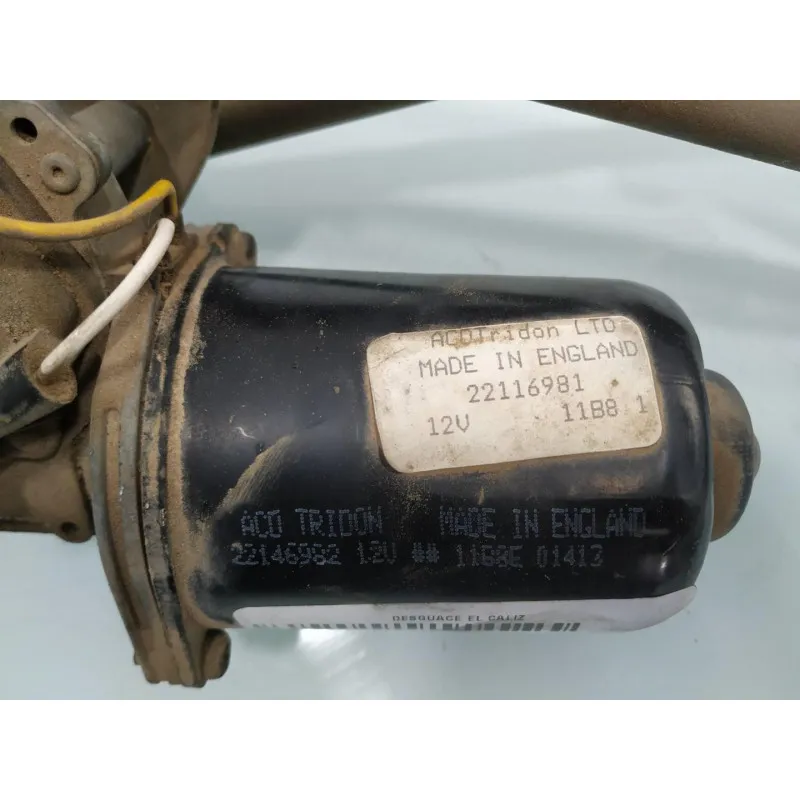 ACDTridon LTD
MADE IN ENGLAND
22116981
12V 11B8 1
ACD TRIDON MADE IN ENGLAND
22146982 12V ## 11B8E 01413
DESGUACE EL CALIZ